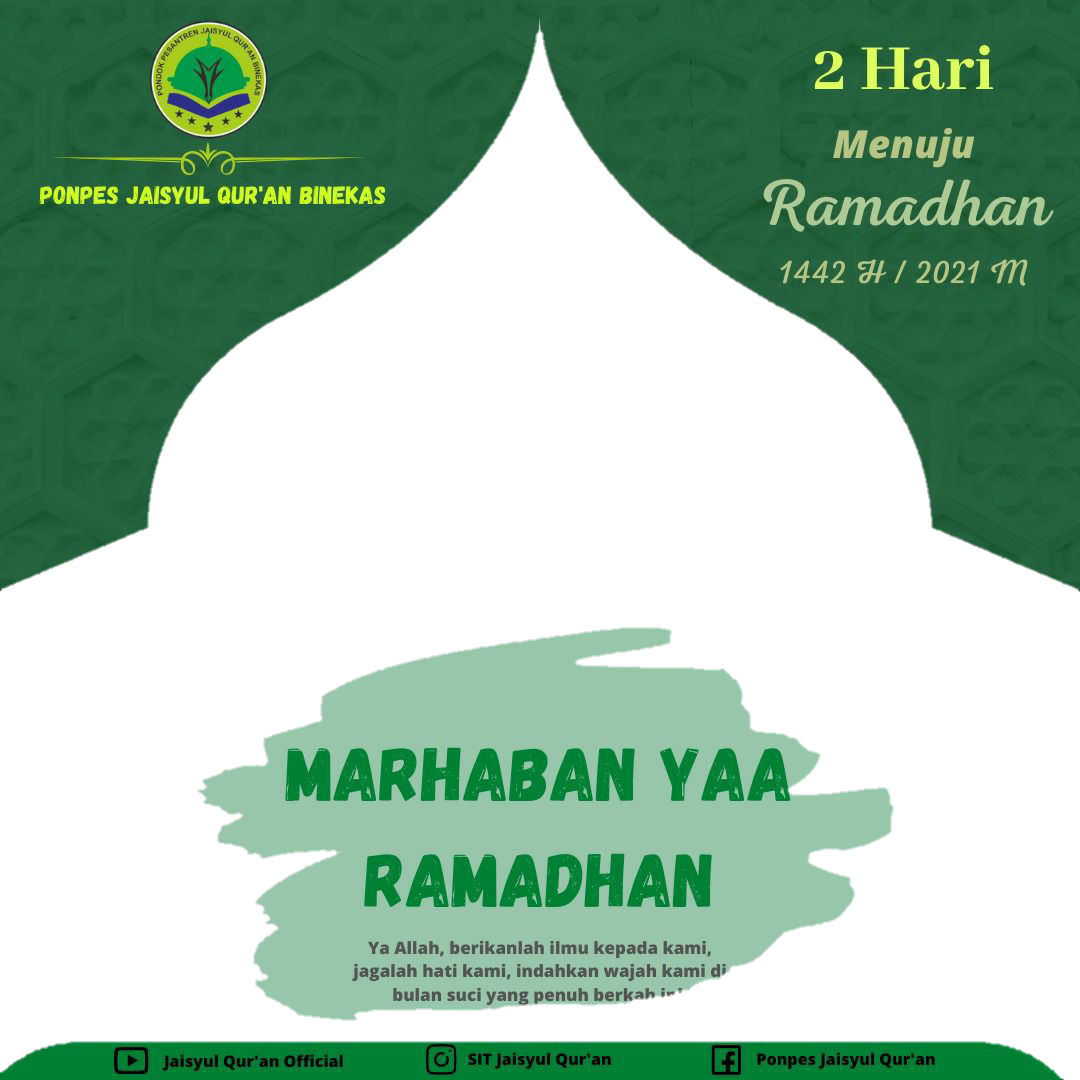 PONDOK PESANTREN JAISYUL QUR'AN BINEKAS
PONPES JAISYUL QUR'AN BINEKAS
2 Hari
Menuju
Ramadhan
1442 H / 2021 M
MARHABAN YAA
RAMADHAN
Ya Allah, berikanlah ilmu kepada kami,
jagalah hati kami, indahkan wajah kami di
bulan suci yang penuh berkah ini
Jaisyul Qur'an Official
SIT Jaisyul Qur'an
Ponpes Jaisyul Qur'an